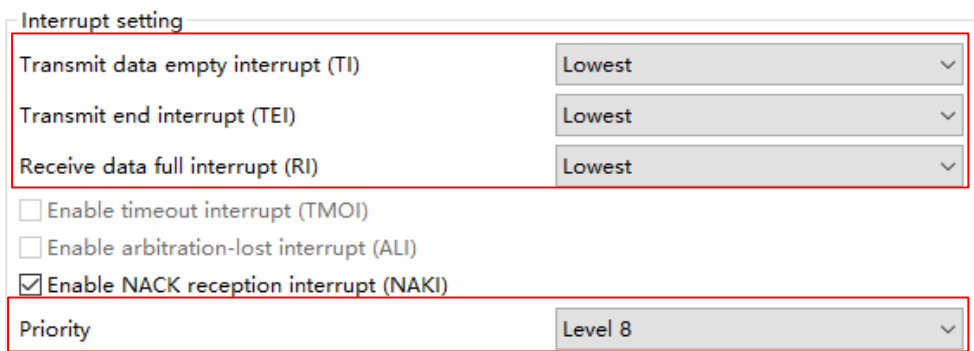 Interrupt setting
Transmit data empty interrupt (TI) Lowest
Transmit end interrupt (TEI) Lowest
Receive data full interrupt (RI) Lowest
Enable timeout interrupt (TMOI)
Enable arbitration-lost interrupt (ALI)
Enable NACK reception interrupt (NAKI)
Priority Level 8